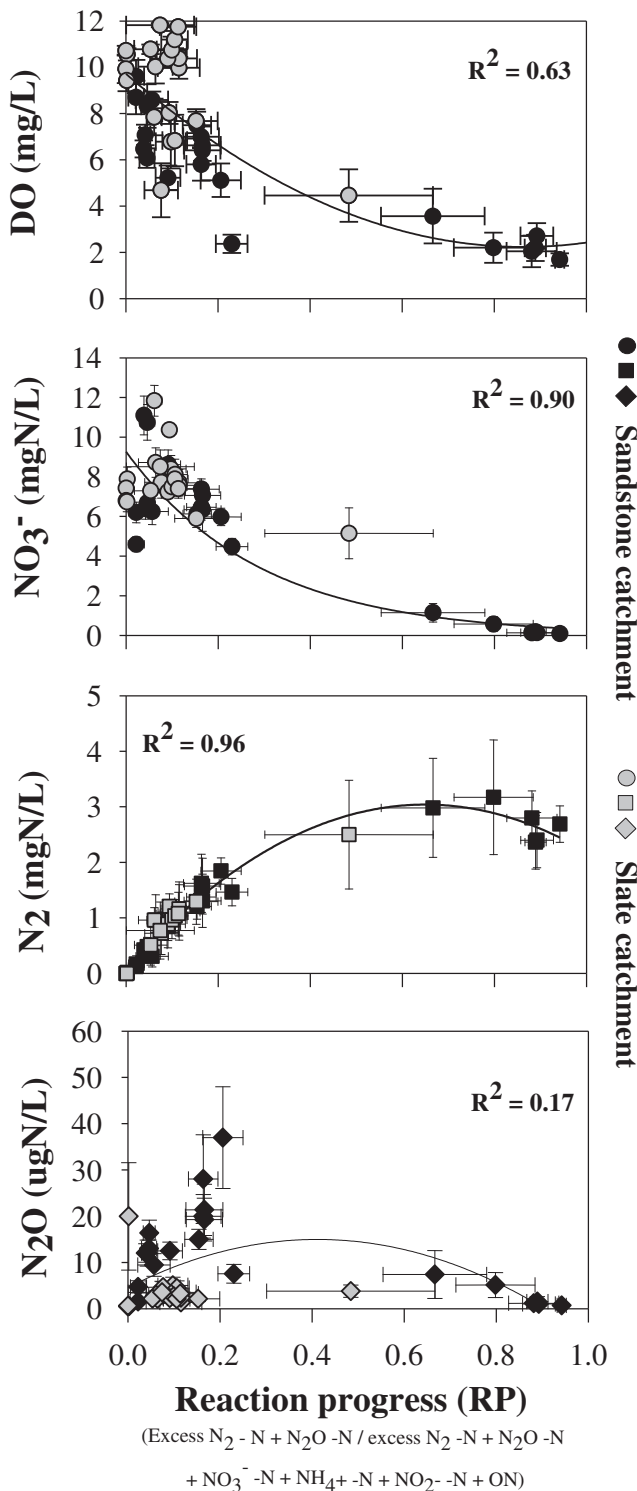 12
10
8
6
4
2
0
DO (mg/L)
R² = 0.63
14
12
10
8
6
4
2
0
NO₃⁻ (mgN/L)
R² = 0.90
5
4
3
2
1
0
N₂ (mgN/L)
R² = 0.96
60
50
40
30
20
10
0
N₂O (ugN/L)
R² = 0.17
0.0 0.2 0.4 0.6 0.8 1.0
Reaction progress (RP)
(Excess N₂ - N + N₂O -N / excess N₂ -N + N₂O -N
+ NO₃⁻ -N + NH₄+ -N + NO₂- -N + ON)
Sandstone catchment
Slate catchment